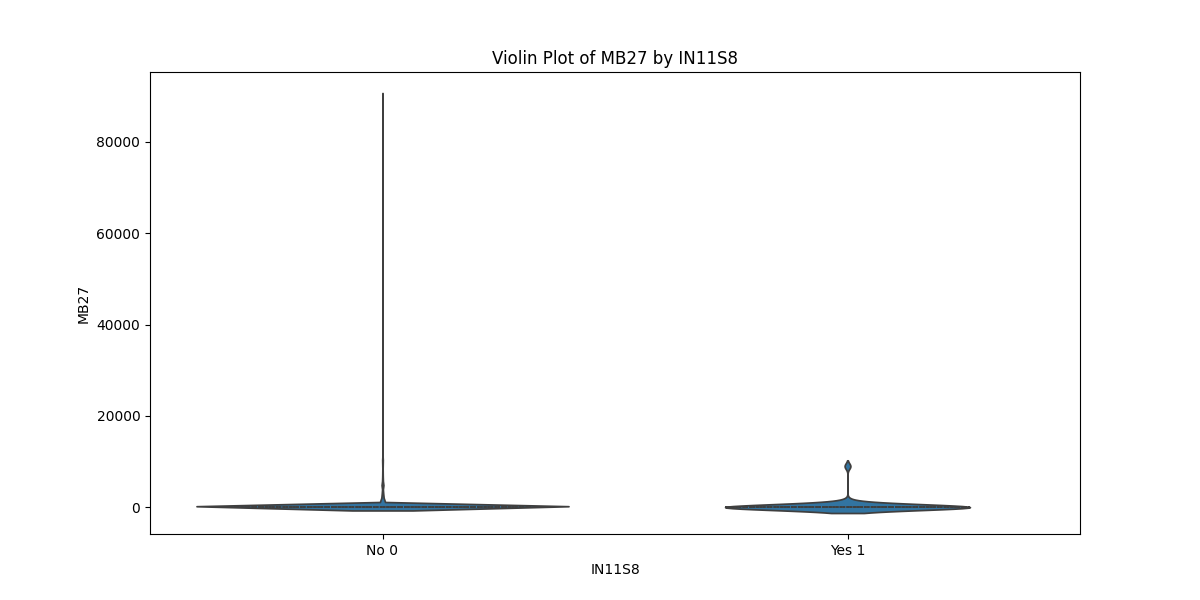 Violin Plot of MB27 by IN11S8
MB27
80000
60000
40000
20000
0
No 0
Yes 1
IN11S8